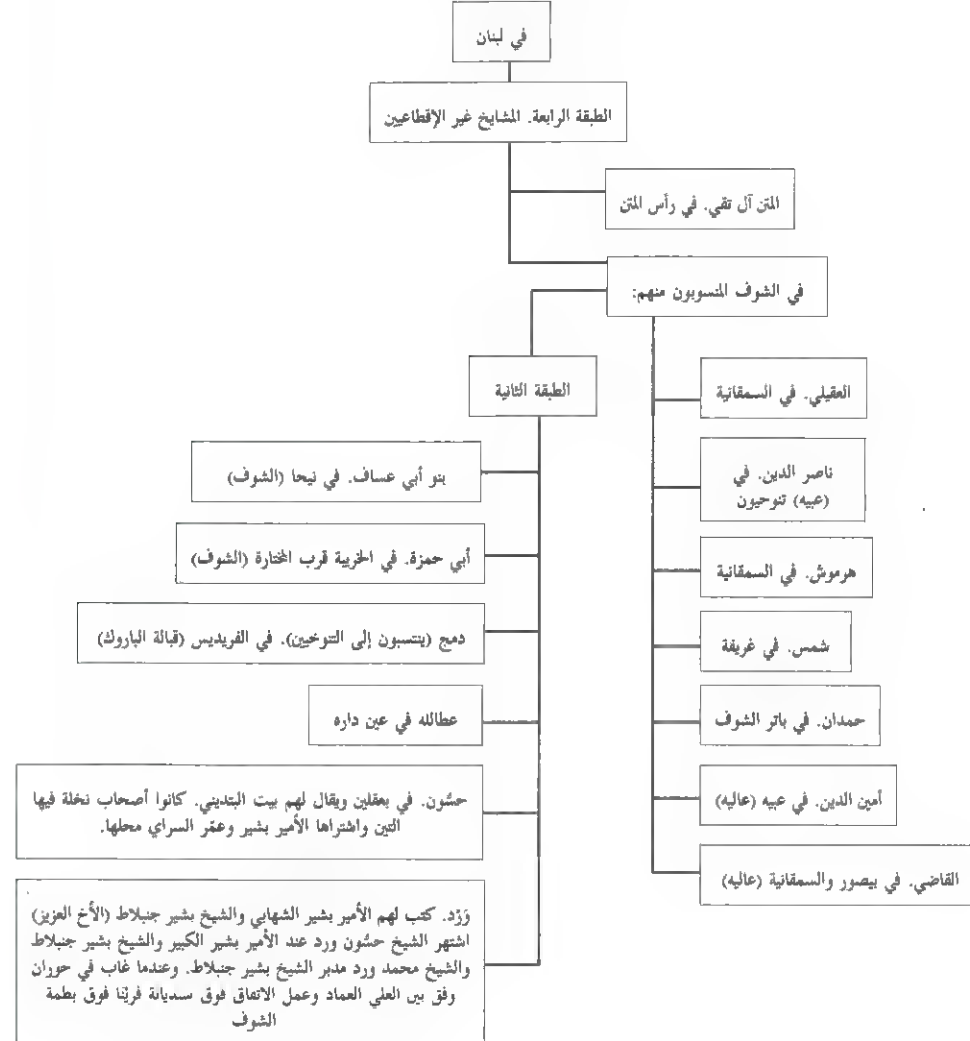 في لبنان
الطبقة الرابعة. المشايخ غير الإقطاعيين
المتن آل تقي. في رأس المتن
في الشوف المنسوبون منهم:
العقيلي. في السمقانية
ناصر الدين. في
(عبيه) تنوحيون
هرموش. في السمقانية
شمس. في غريفة
حمدان. في باتر الشوف
أمين الدين. في عبيه (عاليه)
القاضي. في بيصور والسمقانية (عاليه)
الطبقة الثانية
بنو أبي عساف. في نيحا (الشوف)
أبي حمزة. في الخريبة قرب المختارة (الشوف)
دمج (ينتسبون إلى التنوخيين). في الفريديس (قبالة الباروك)
عطالله في عين داره
حسُّون. في بعقلين ويقال لهم بيت البتديني. كانوا أصحاب نخلة فيها
التين واشتراها الأمير بشير وعمّر السراي محلها.
وَرْد. كتب لهم الأمير بشير الشهابي والشيخ بشير جنبلاط (الأخ العزيز)
اشتهر الشيخ حسُّون ورد عند الأمير بشير الكبير والشيخ بشير جنبلاط
والشيخ محمد ورد مدبر الشيخ بشير جنبلاط. وعندما غاب في حوران
وفق بين العلي العماد وعمل الاتفاق فوق سنديانة فريْنا فوق بطمة
الشوف